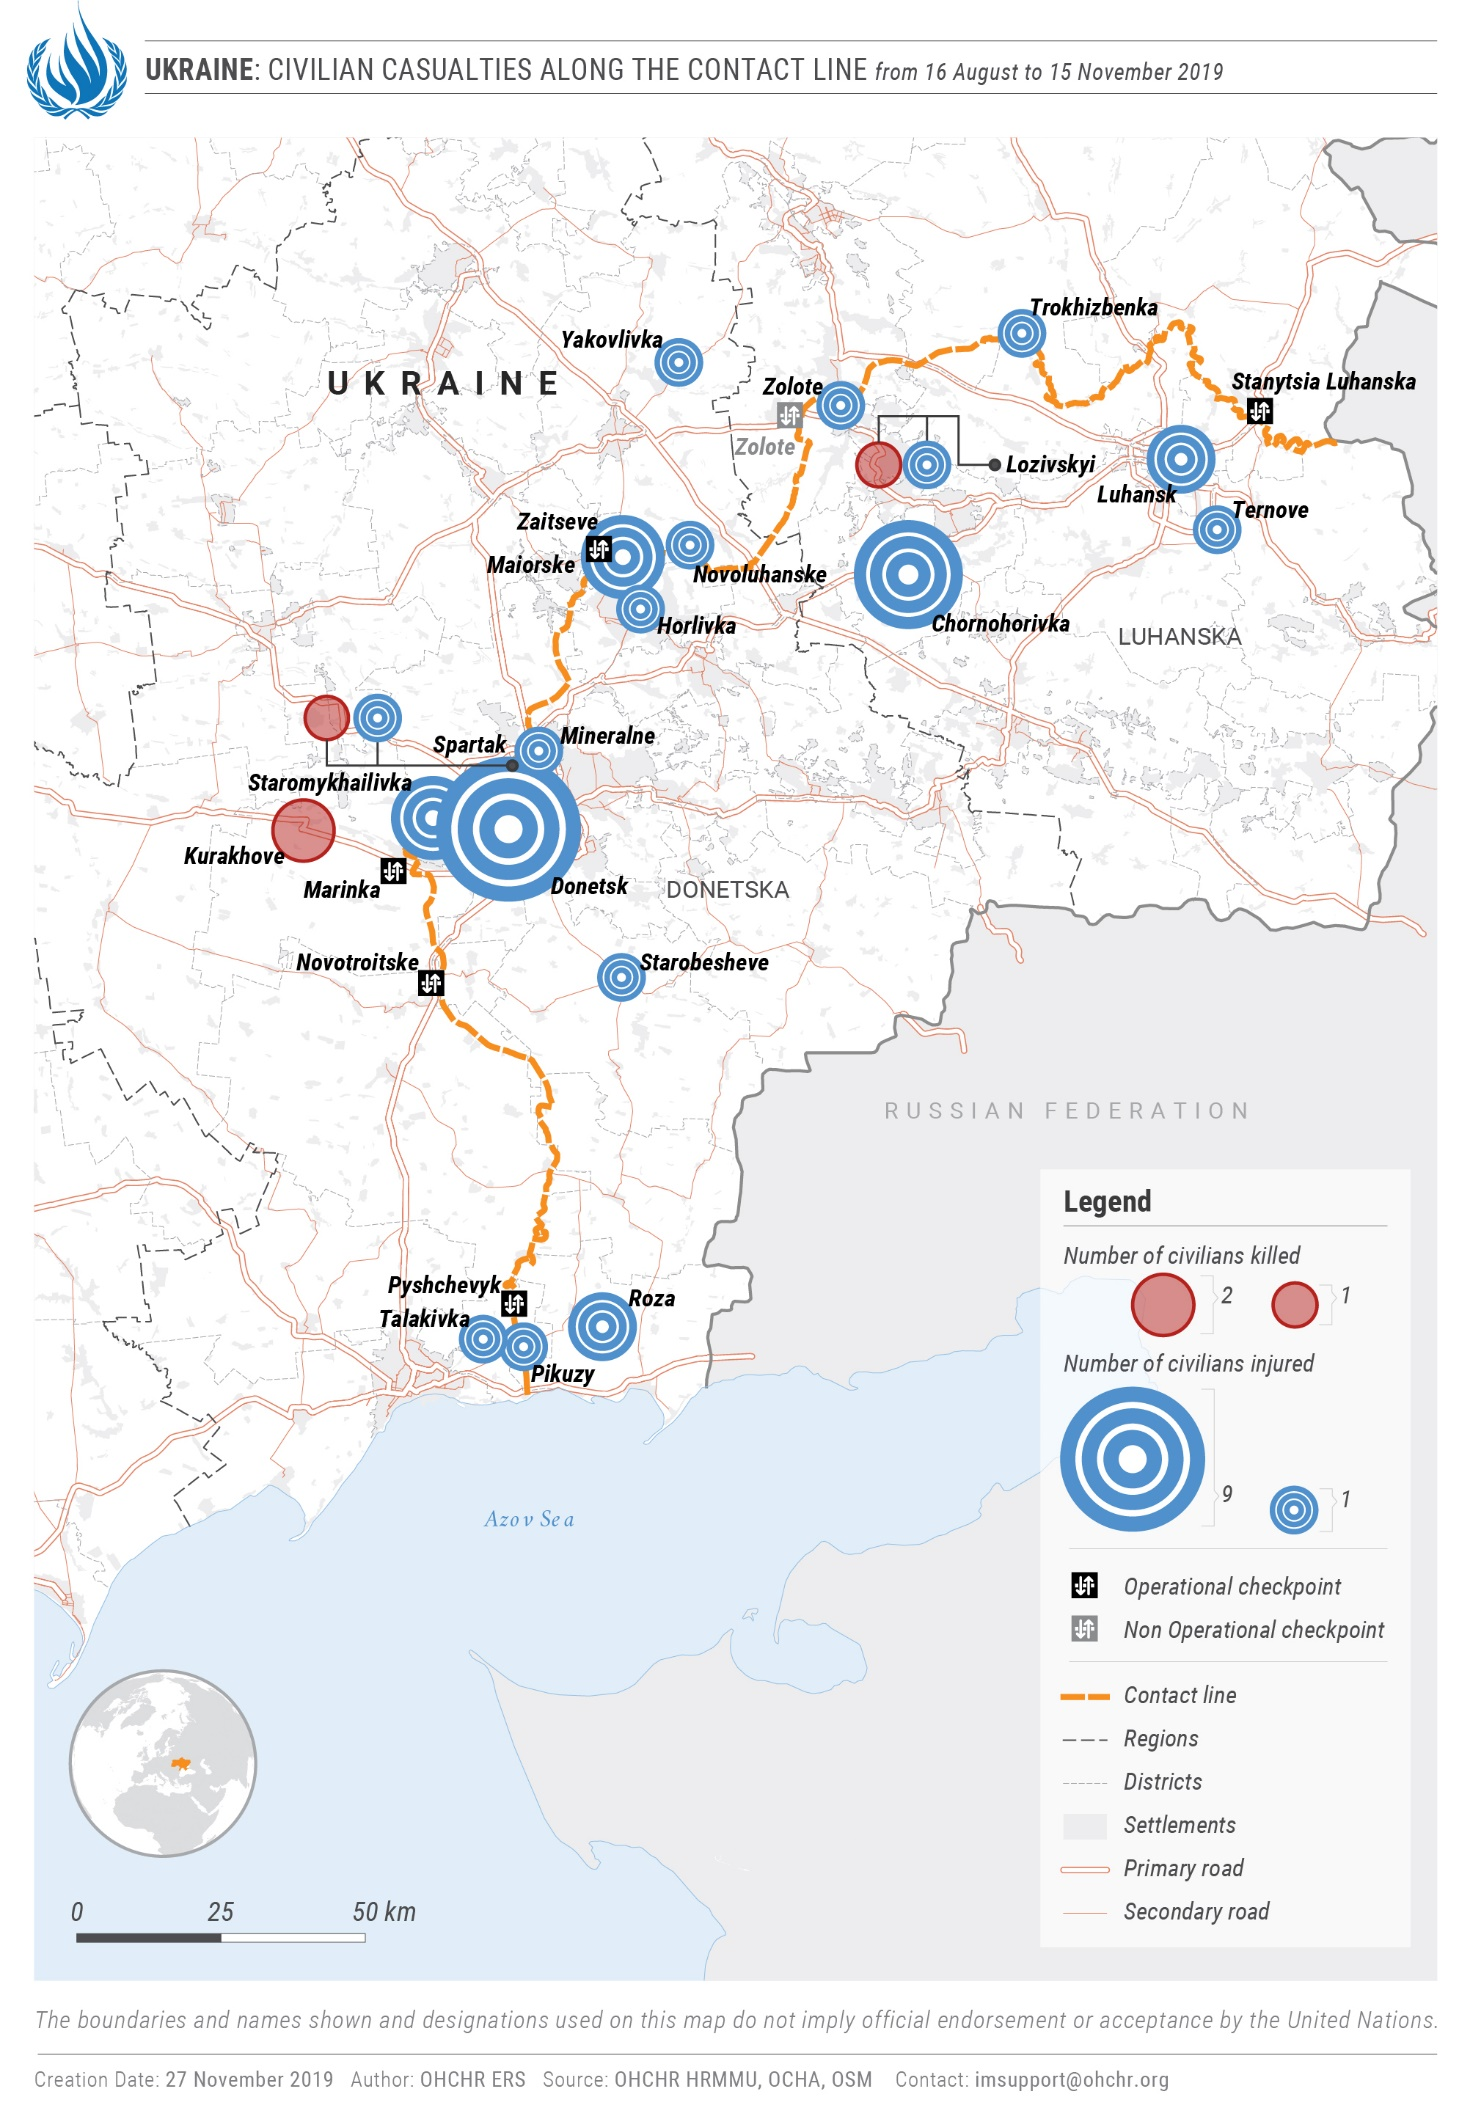 UKRAINE: CIVILIAN CASUALTIES ALONG THE CONTACT LINE from 16 August to 15 November 2019
Trokhizbenka
Yakovlivka
UKRAINE
Zolote
Stanytsia Luhanska
Zolote
Lozivskyi
Luhansk
Ternove
Zaitseve
Maiorske
Novoluhanske
Horlivka
Chornohorivka
LUHANSKA
Spartak
Mineralne
Staromykhailivka
Kurakhove
Marinka
Donetsk
DONETSKA
Novotroitske
Starobesheve
RUSSIAN FEDERATION
Pyshchevyk
Talakivka
Roza
Pikuzy
Azov Sea
Legend
Number of civilians killed
2
1
Number of civilians injured
9
1
Operational checkpoint
Non Operational checkpoint
Contact line
Regions
Districts
Settlements
Primary road
Secondary road
0 25 50 km
The boundaries and names shown and designations used on this map do not imply official endorsement or acceptance by the United Nations.
Creation Date: 27 November 2019 Author: OHCHR ERS Source: OHCHR HRMMU, OCHA, OSM Contact: imsupport@ohchr.org